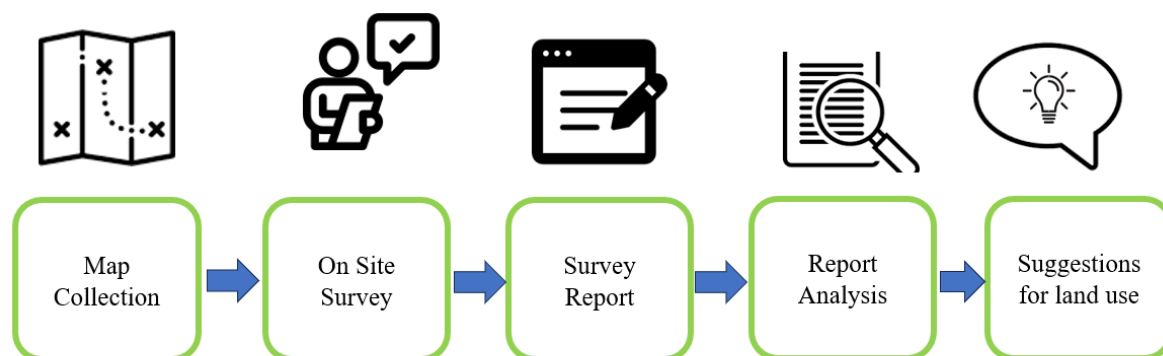 Map
Collection
On Site
Survey
Survey
Report
Report
Analysis
Suggestions
for land use